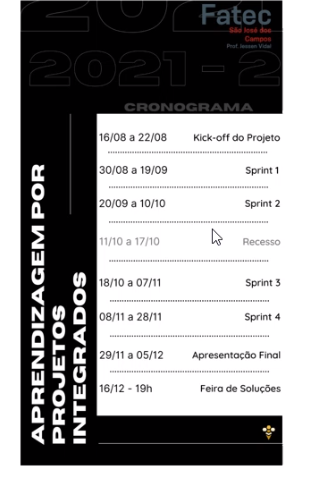 2021
Fatec
São José dos
Campos
Prof Jessen Vidal
2021 - 2
CRONOGRAMA
16/08 a 22/08 Kick-off do Projeto
30/08 a 19/09 Sprint 1
20/09 a 10/10 Sprint 2
11/10 a 17/10 Recesso
18/10 a 07/11 Sprint 3
08/11 a 28/11 Sprint 4
29/11 a 05/12 Apresentação Final
16/12 - 19h Feira de Soluções
APRENDIZAGEM POR
PROJETOS
INTEGRADOS